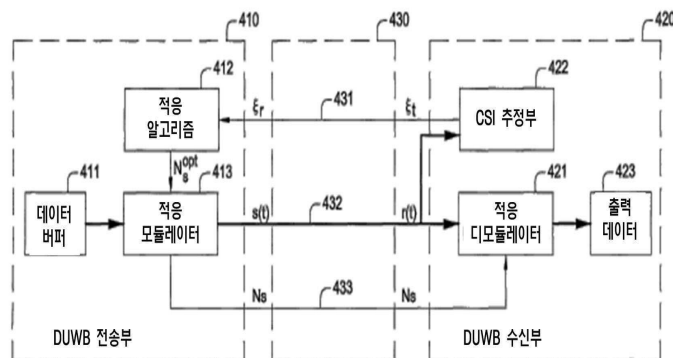 410
430
420
412
422
적응
알고리즘
ξr
431
ξt
CSI 추정부
Ns^opt
411
413
421
423
데이터
버퍼
적응
모듈레이터
s(t)
432
r(t)
적응
디모듈레이터
출력
데이터
Ns
433
Ns
DUWB 전송부
DUWB 수신부